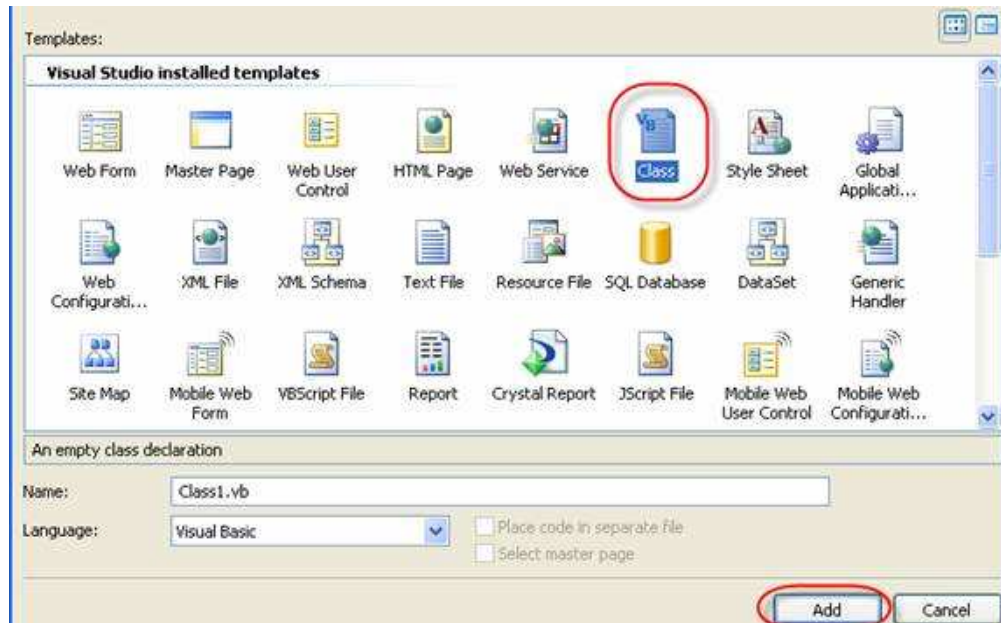 Templates:
Visual Studio installed templates
Web Form
Master Page
Web User
Control
HTML Page
Web Service
VB
Class
A
Style Sheet
Global
Applicati...
Web
Configurati...
XML File
XML Schema
Text File
Resource File
SQL Database
DataSet
Generic
Handler
Site Map
Mobile Web
Form
VBScript File
Report
Crystal Report
JScript File
Mobile Web
User Control
Mobile Web
Configurati...
An empty class declaration
Name:
Class1.vb
Language:
Visual Basic
Place code in separate file
Select master page
Add
Cancel